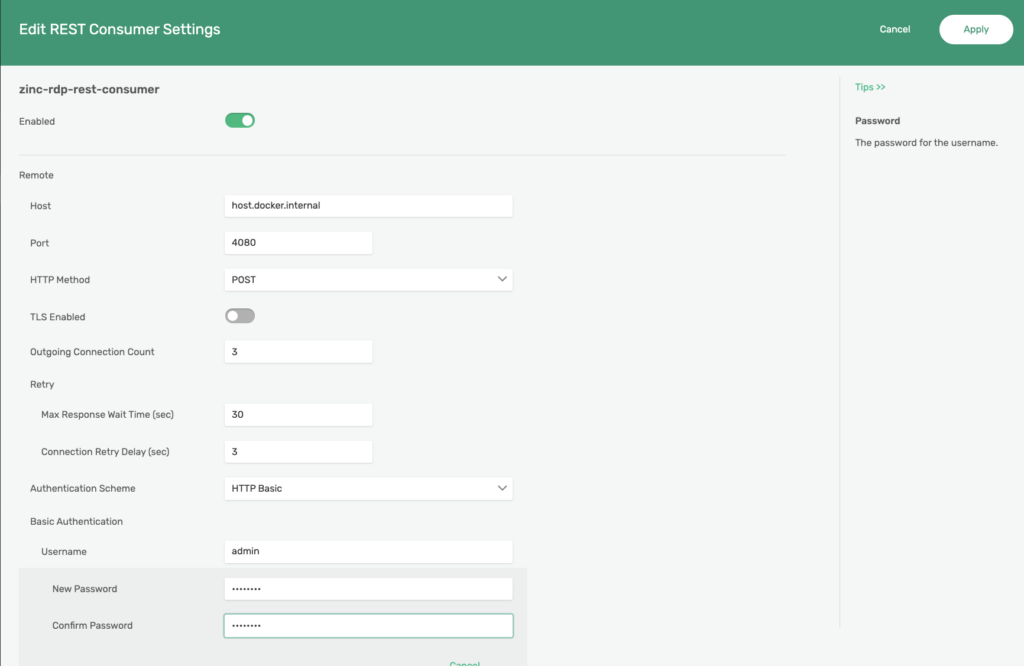 Edit REST Consumer Settings
Cancel
Apply
zinc-rdp-rest-consumer
Tips >>
Enabled
Password
The password for the username.
Remote
Host host.docker.internal
Port 4080
HTTP Method POST
TLS Enabled
Outgoing Connection Count 3
Retry
Max Response Wait Time (sec) 30
Connection Retry Delay (sec) 3
Authentication Scheme HTTP Basic
Basic Authentication
Username admin
New Password ••••••••
Confirm Password ••••••••
Cancel